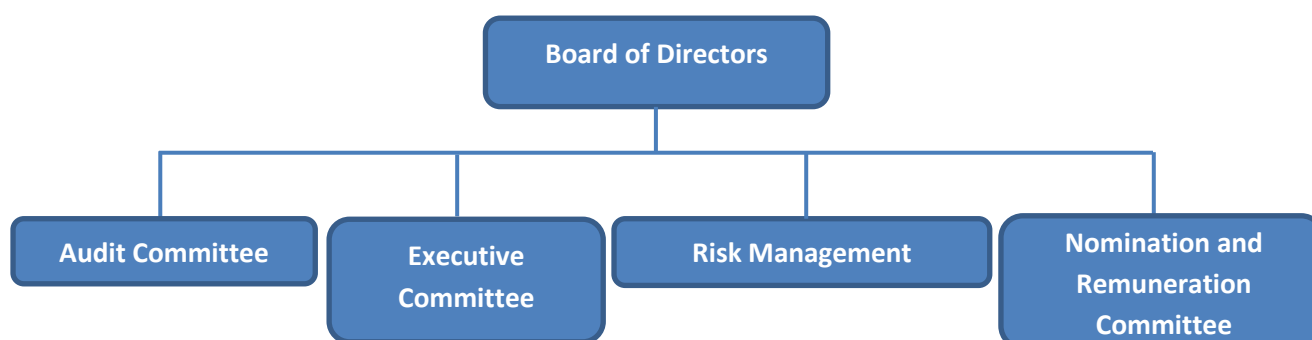 Board of Directors
Audit Committee
Executive
Committee
Risk Management
Nomination and
Remuneration
Committee